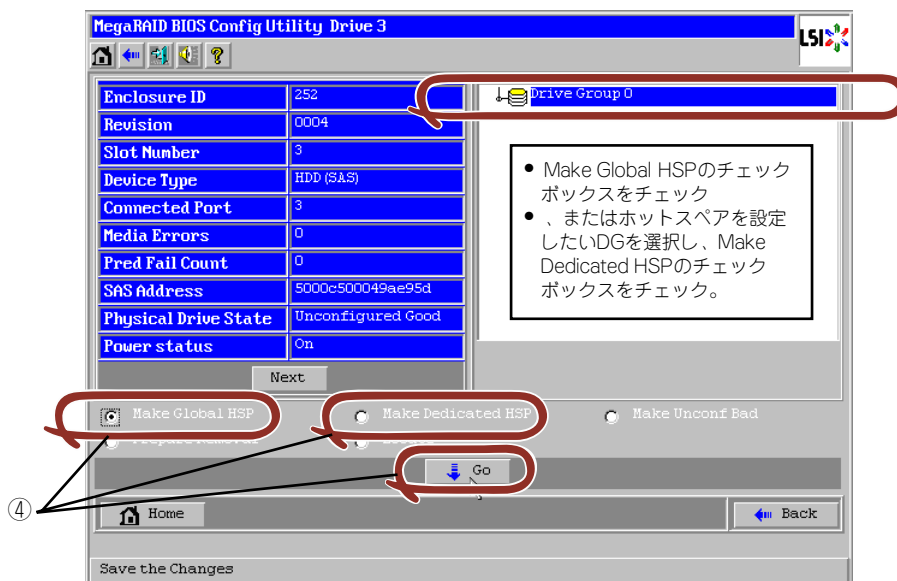 MegaRAID BIOS Config Utility Drive 3
LSI
Enclosure ID 252
Revision 0004
Slot Number 3
Device Type HDD (SAS)
Connected Port 3
Media Errors 0
Pred Fail Count 0
SAS Address 5000c500049ae95d
Physical Drive State Unconfigured Good
Power status On
Next
Drive Group 0
• Make Global HSPのチェック
ボックスをチェック
• 、またはホットスペアを設定
したいDGを選択し、Make
Dedicated HSPのチェック
ボックスをチェック。
Make Global HSP
Make Dedicated HSP
Make Unconf Bad
Go
④
Home
Back
Save the Changes